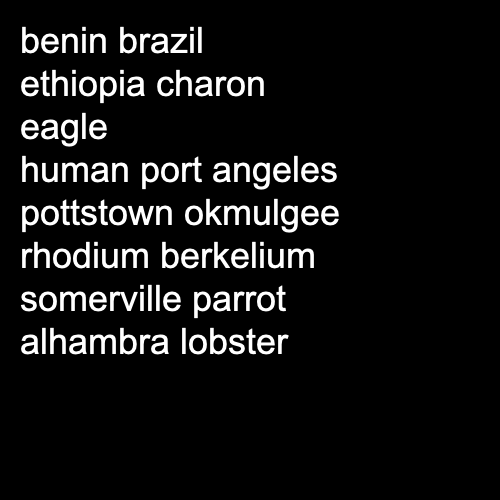 benin brazil
ethiopia charon
eagle
human port angeles
pottstown okmulgee
rhodium berkelium
somerville parrot
alhambra lobster